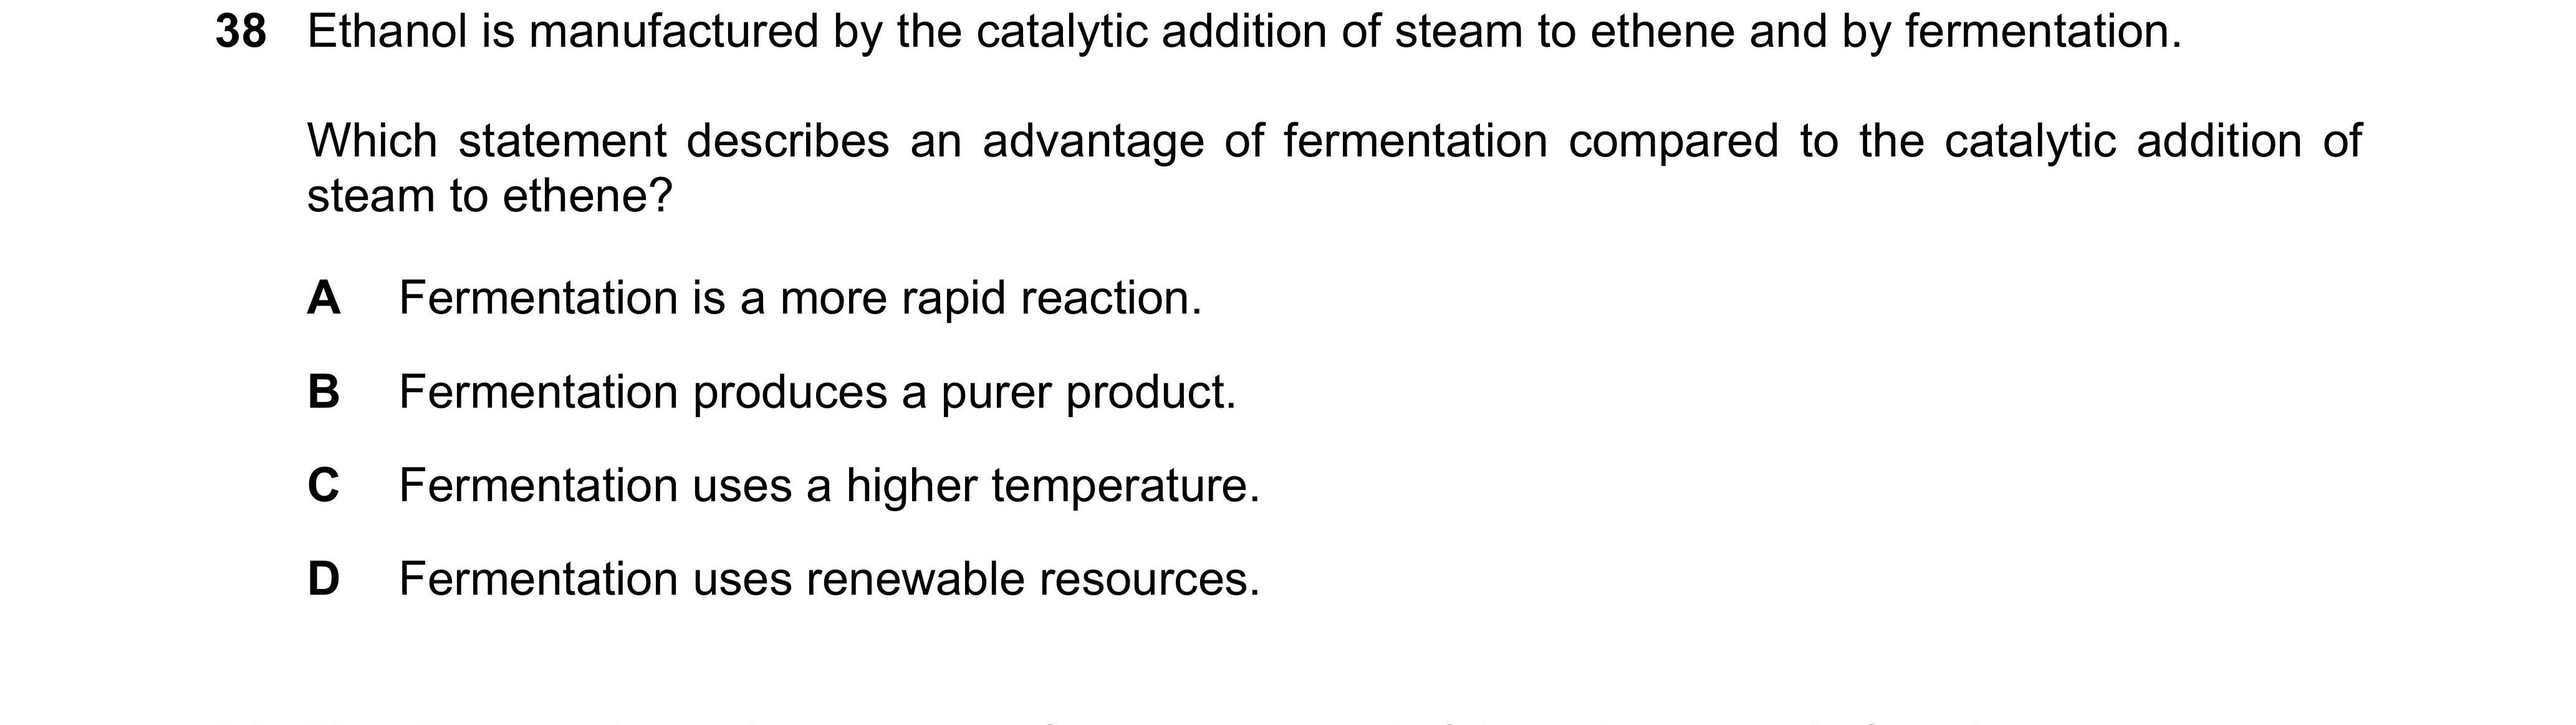 38 Ethanol is manufactured by the catalytic addition of steam to ethene and by fermentation.
Which statement describes an advantage of fermentation compared to the catalytic addition of
steam to ethene?
A Fermentation is a more rapid reaction.
B Fermentation produces a purer product.
C Fermentation uses a higher temperature.
D Fermentation uses renewable resources.